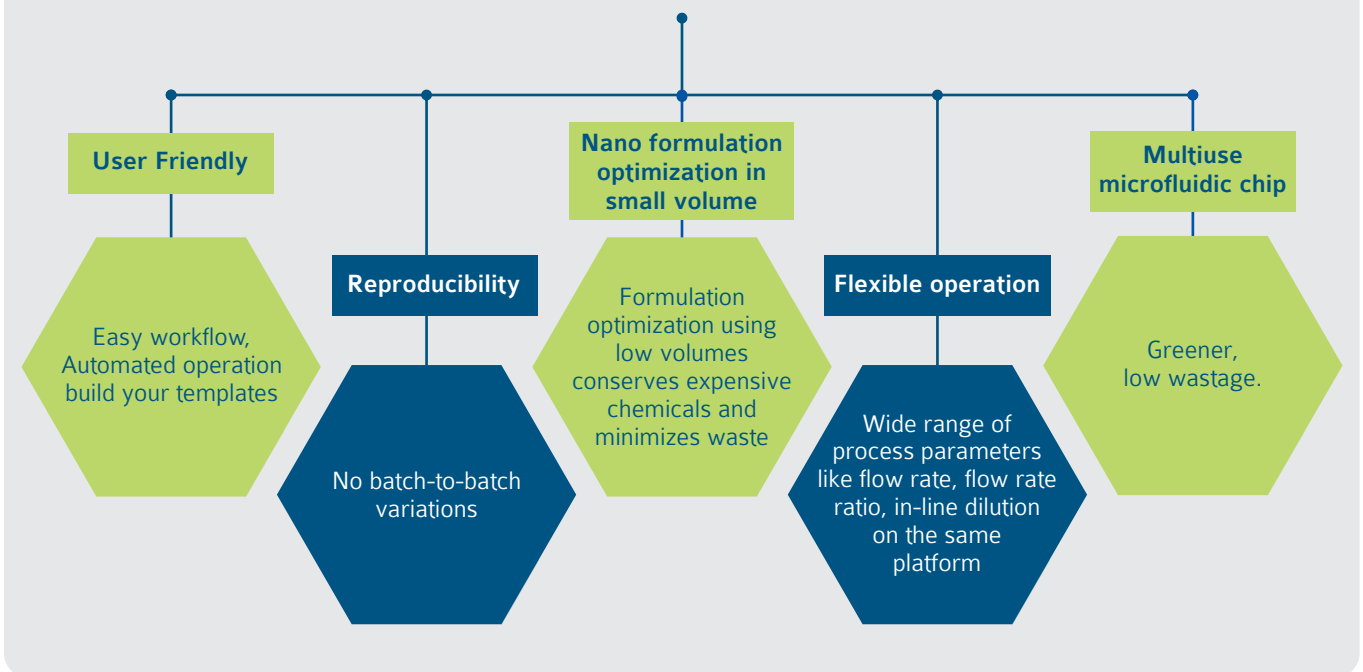 User Friendly
Easy workflow,
Automated operation
build your templates
Reproducibility
No batch-to-batch
variations
Nano formulation
optimization in
small volume
Formulation
optimization using
low volumes
conserves expensive
chemicals and
minimizes waste
Flexible operation
Wide range of
process parameters
like flow rate, flow rate
ratio, in-line dilution
on the same
platform
Multiuse
microfluidic chip
Greener,
low wastage.